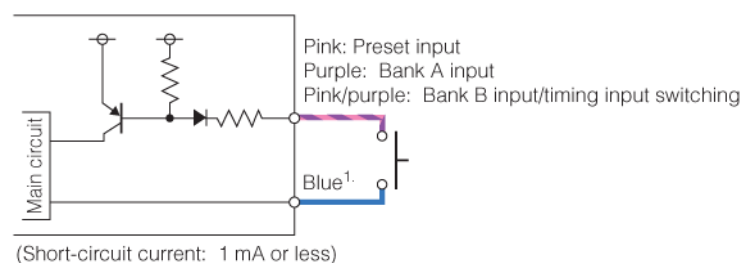 Pink: Preset input
Purple: Bank A input
Pink/purple: Bank B input/timing input switching
Main circuit
Blue1.
(Short-circuit current: 1 mA or less)